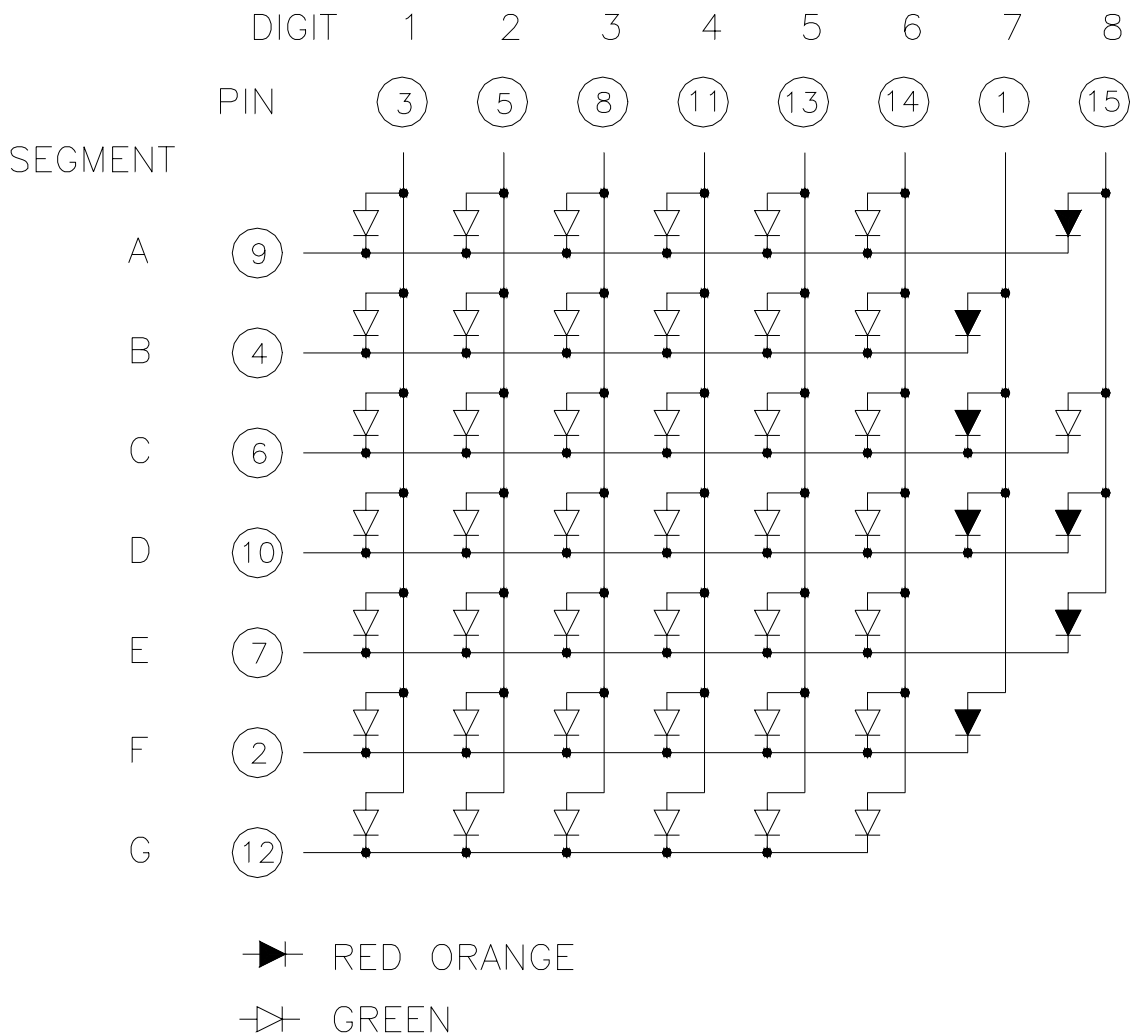 DIGIT 1 2 3 4 5 6 7 8
PIN 3 5 8 11 13 14 1 15
SEGMENT
A 9
B 4
C 6
D 10
E 7
F 2
G 12
RED ORANGE
GREEN